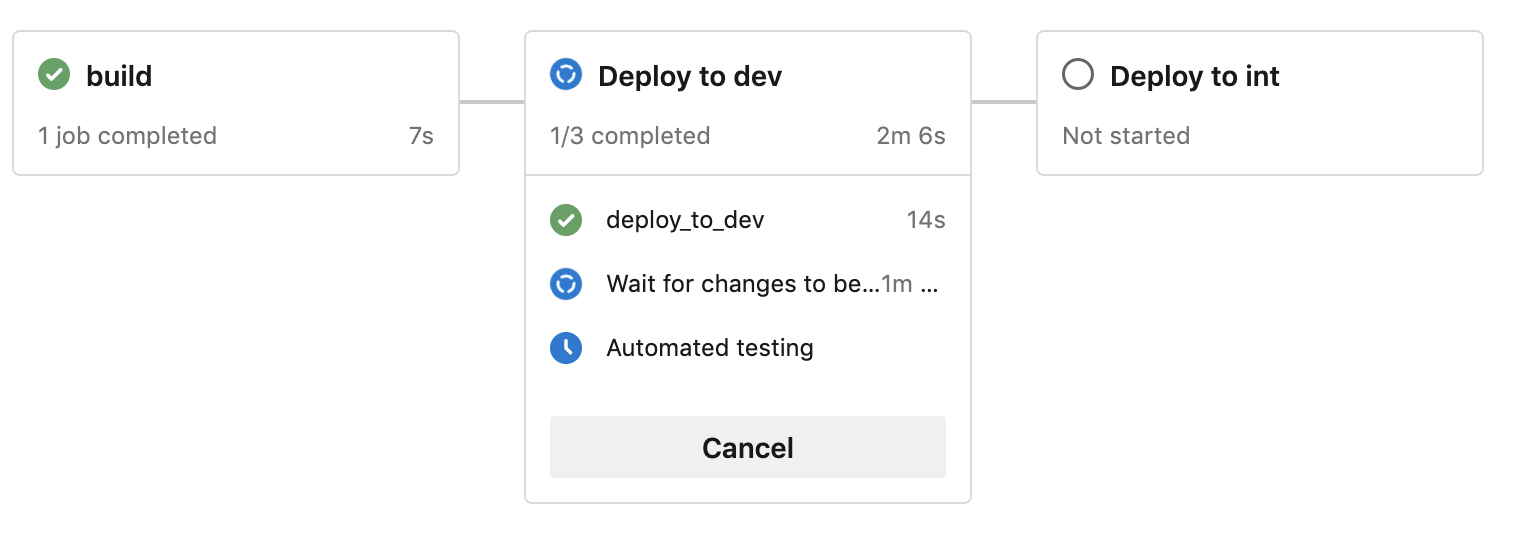 build
1 job completed 7s
Deploy to dev
1/3 completed 2m 6s
deploy_to_dev 14s
Wait for changes to be...1m ...
Automated testing
Cancel
Deploy to int
Not started